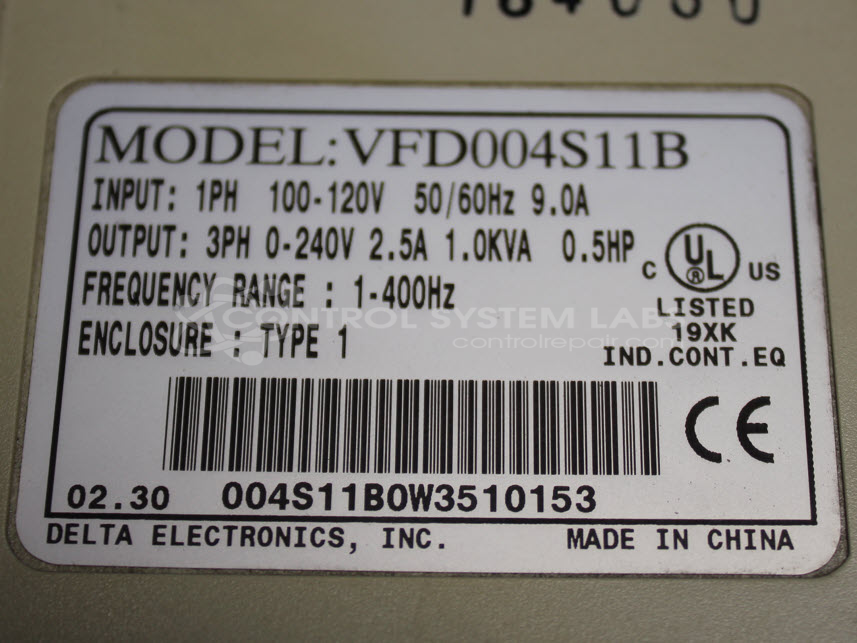 MODEL:VFD004S11B
INPUT: 1PH 100-120V 50/60Hz 9.0A
OUTPUT: 3PH 0-240V 2.5A 1.0KVA 0.5HP
FREQUENCY RANGE : 1-400Hz
ENCLOSURE : TYPE 1
C UL ® US
LISTED
19XK
IND.CONT.EQ
CONTROL SYSTEM LABS
controlrepair.com
CE
02.30 004S11B0W3510153
DELTA ELECTRONICS, INC. MADE IN CHINA